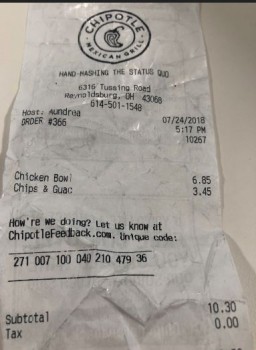 CHIPOTLE
MEXICAN GRILL
HAND-MASHING THE STATUS QUO
6316 Tussing Road
Reynoldsburg, OH 43068
614-501-1548
Host: Aundrea
07/24/2018
ORDER #366
5:17 PM
10267
Chicken Bowl 6.85
Chips & Guac 3.45
How're we doing? Let us know at
ChipotleFeedback.com. Unique code:
271 007 100 040 210 479 36
Subtotal 10.30
Tax 0.00